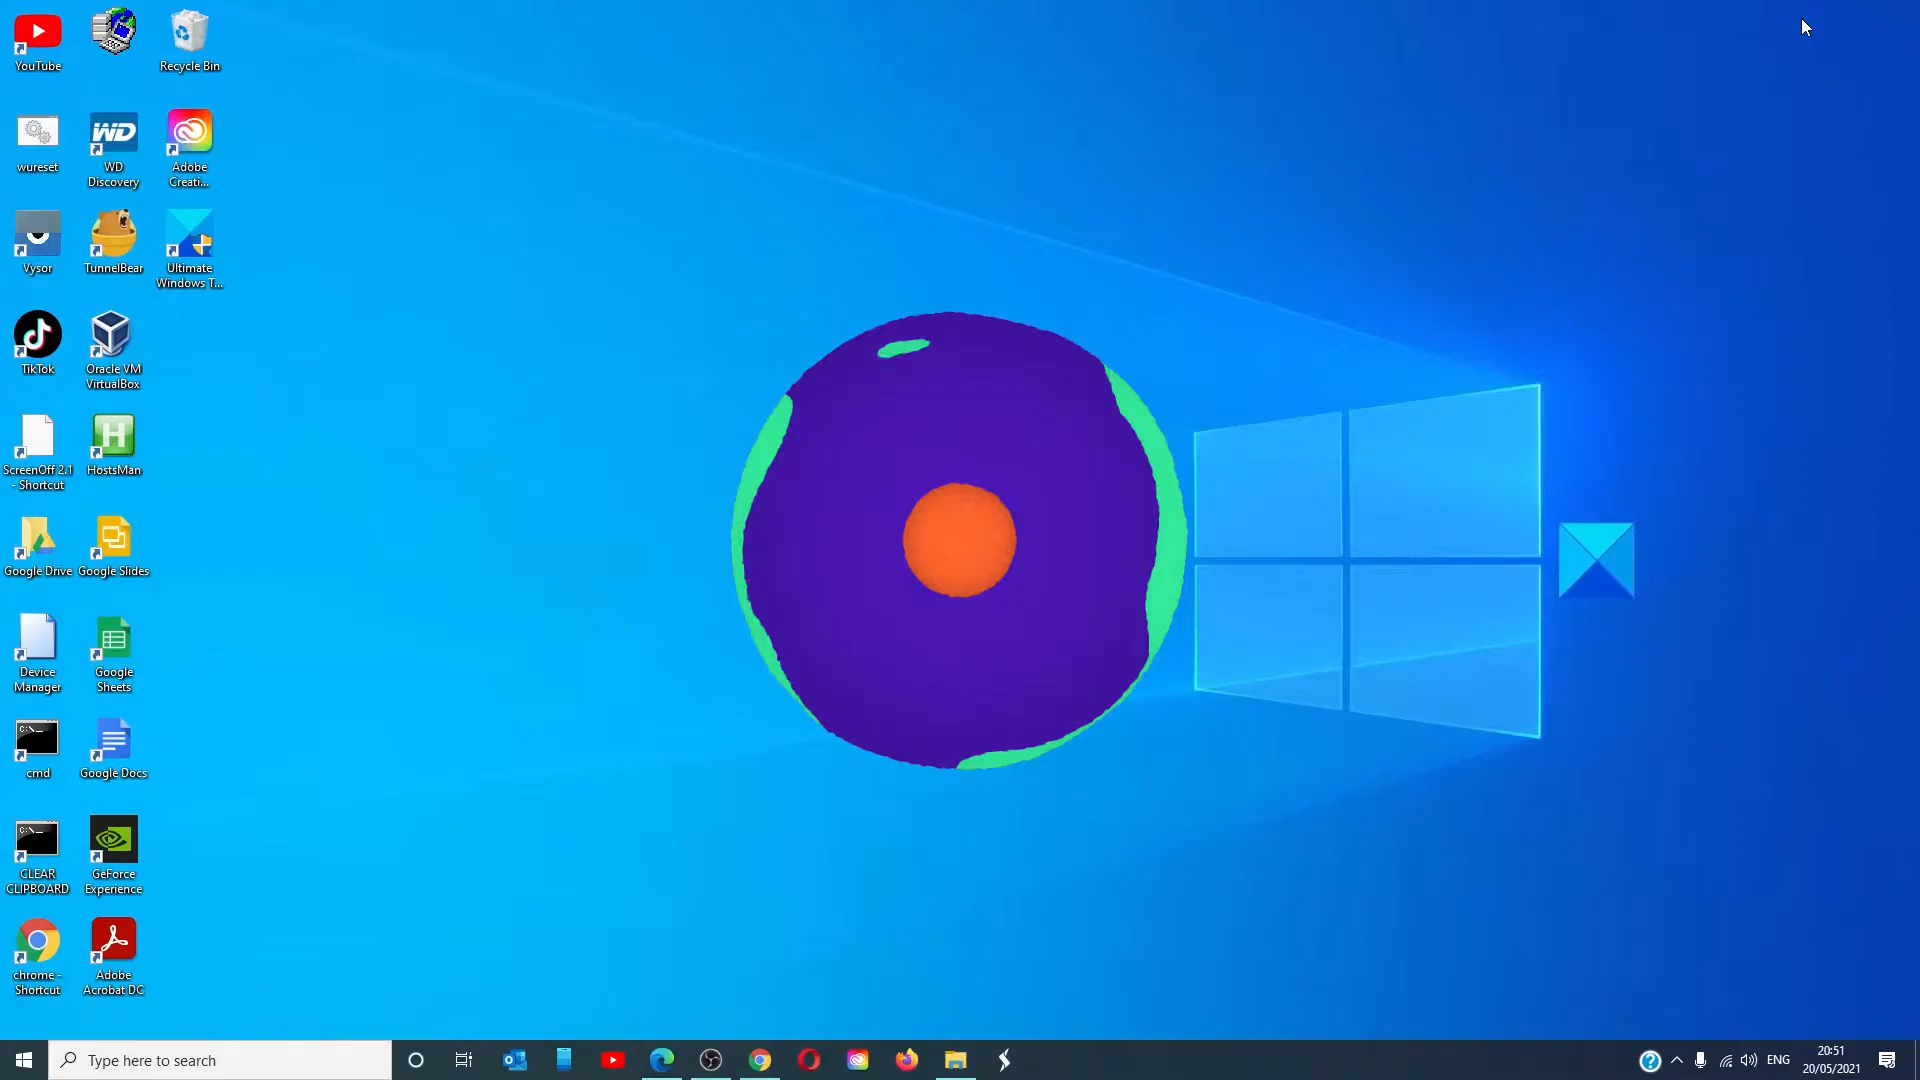 YouTube
Recycle Bin
wureset
WD
Discovery
Adobe
Creati...
Vysor
TunnelBear
Ultimate
Windows T...
TikTok
Oracle VM
VirtualBox
ScreenOff 2.1
- Shortcut
HostsMan
Google Drive
Google Slides
Device
Manager
Google
Sheets
cmd
Google Docs
CLEAR
CLIPBOARD
GeForce
Experience
chrome -
Shortcut
Adobe
Acrobat DC
WD
H
C:\.
C:\.
Type here to search
ENG
20:51
20/05/2021